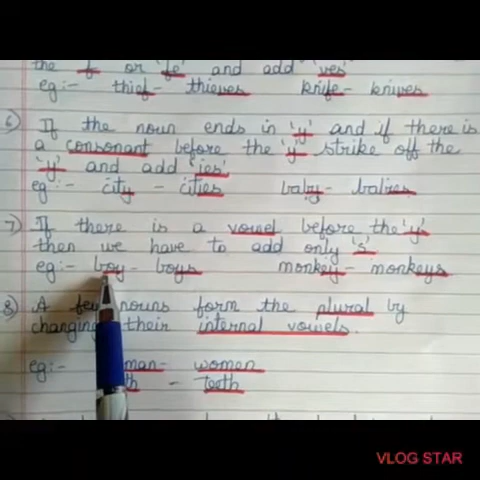 the f or 'fe' and add 'ves'
eg:- thief - thieves knife - knives
6) If the noun ends in 'y' and if there is
a consonant before the 'y' strike off the
'y' and add 'ies'
eg:- city - cities baby - babies
7) If there is a vowel before the 'y'
then we have to add only 's'
eg:- boy - boys monkey - monkeys
8) A few nouns form the plural by
changing their internal vowels.
eg:- man - women
th - teeth
VLOG STAR